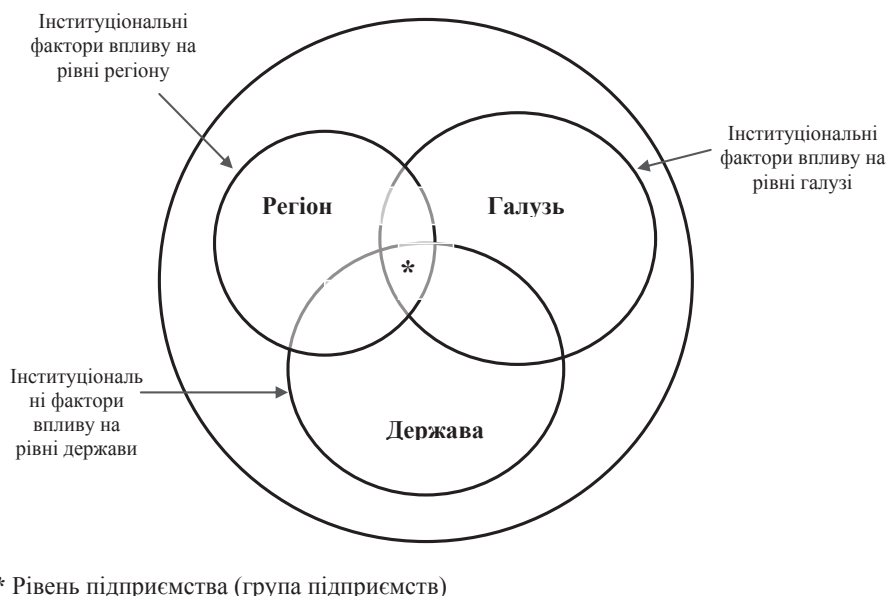 Інституціональні
фактори впливу на
рівні регіону
Інституціональні
фактори впливу на
рівні галузі
Регіон
Галузь
*
Інституціональ
ні фактори
впливу на
рівні держави
Держава
* Рівень підприємства (група підприємств)